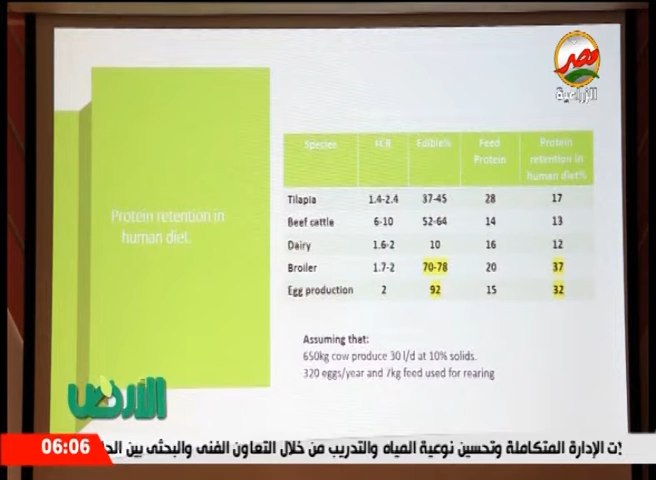 مصر
الزراعية
Species FCR Edible% Feed Protein Protein retention in human diet%
Tilapia 1.4-2.4 37-45 28 17
Beef cattle 6-10 52-64 14 13
Dairy 1.6-2 10 16 12
Broiler 1.7-2 70-78 20 37
Egg production 2 92 15 32
Protein retention in
human diet.
Assuming that:
650kg cow produce 30 l/d at 10% solids.
320 eggs/year and 7kg feed used for rearing
الأرض
06:06
الإدارة المتكاملة وتحسين نوعية المياه والتدريب من خلال التعاون الفنى والبحثى بين